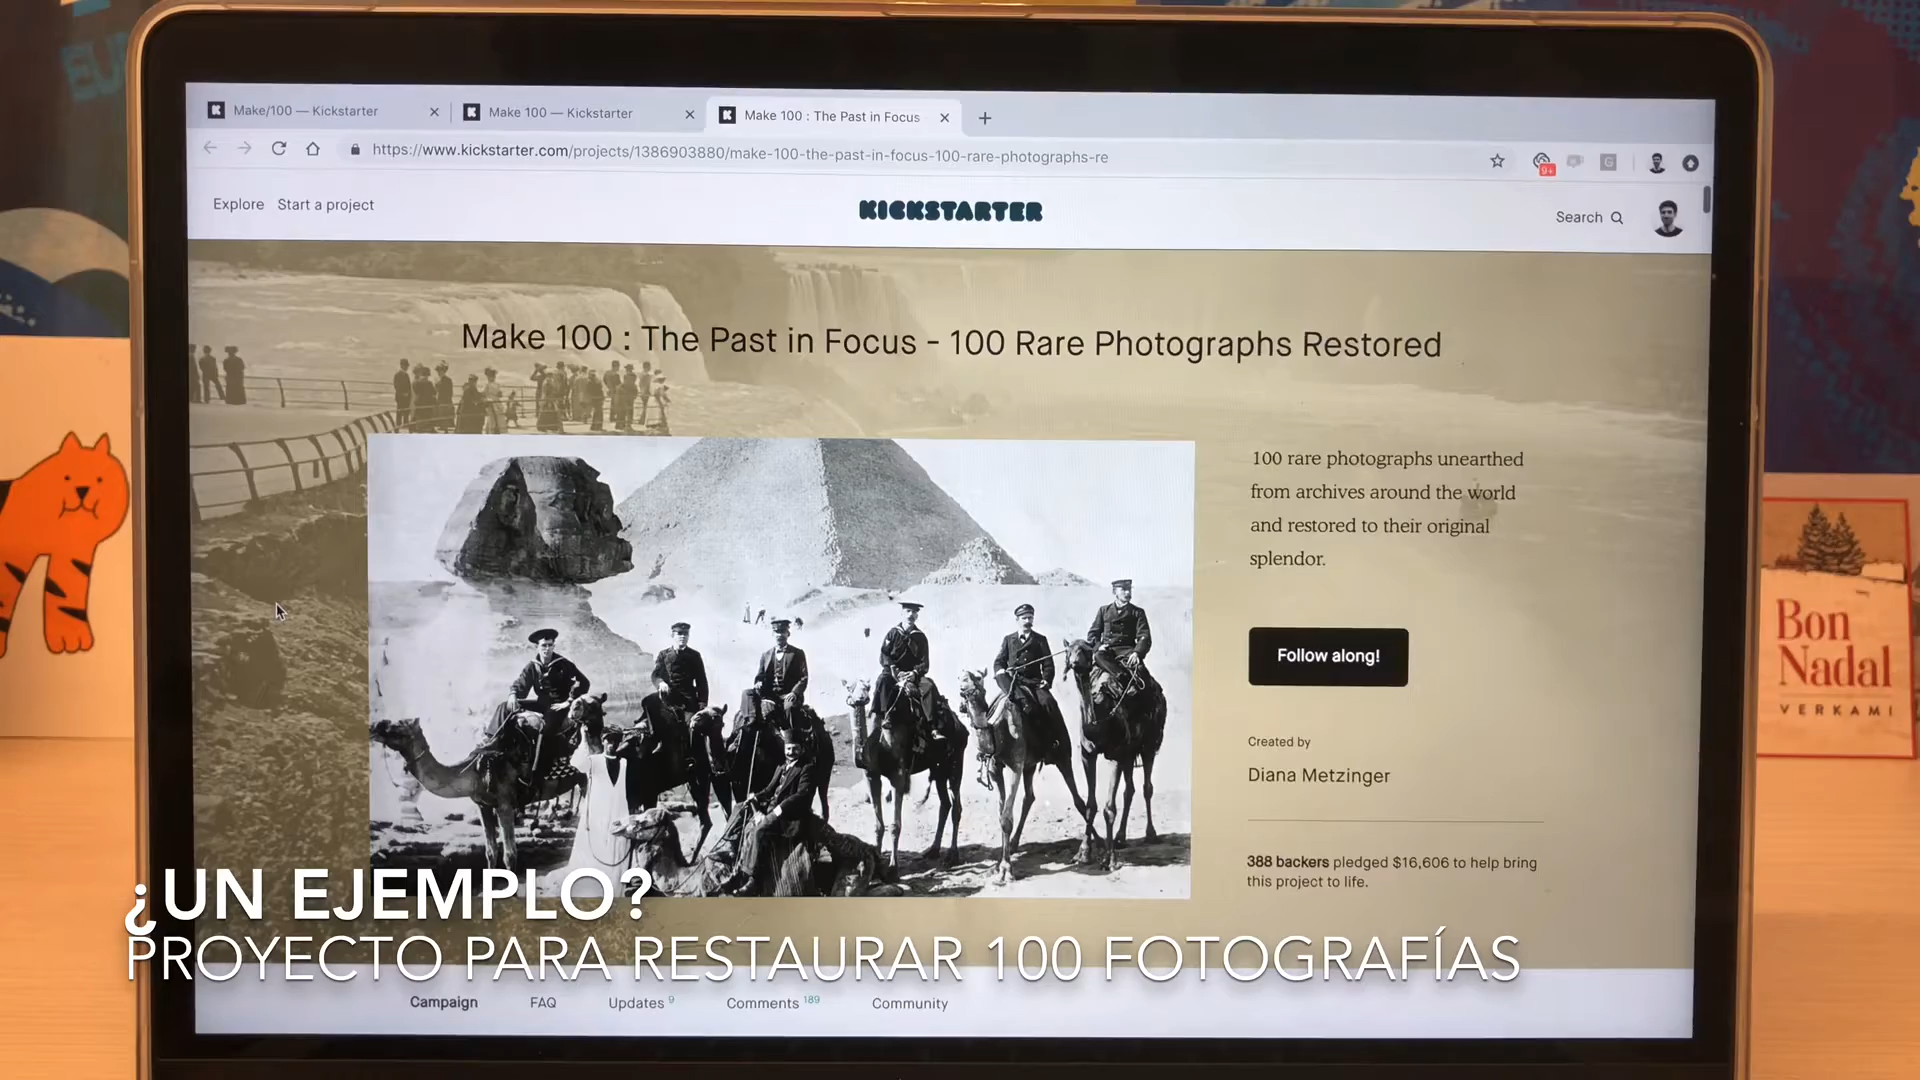 EU
Make/100 — Kickstarter
Make 100 — Kickstarter
Make 100 : The Past in Focus
https://www.kickstarter.com/projects/1386903880/make-100-the-past-in-focus-100-rare-photographs-re
9+
G
Explore Start a project
KICKSTARTER
Search
Make 100 : The Past in Focus - 100 Rare Photographs Restored
100 rare photographs unearthed
from archives around the world
and restored to their original
splendor.
Follow along!
Created by
Diana Metzinger
388 backers pledged $16,606 to help bring
this project to life.
Bon
Nadal
VERKAMI
¿UN EJEMPLO?
PROYECTO PARA RESTAURAR 100 FOTOGRAFÍAS
Campaign FAQ Updates 9 Comments 189 Community